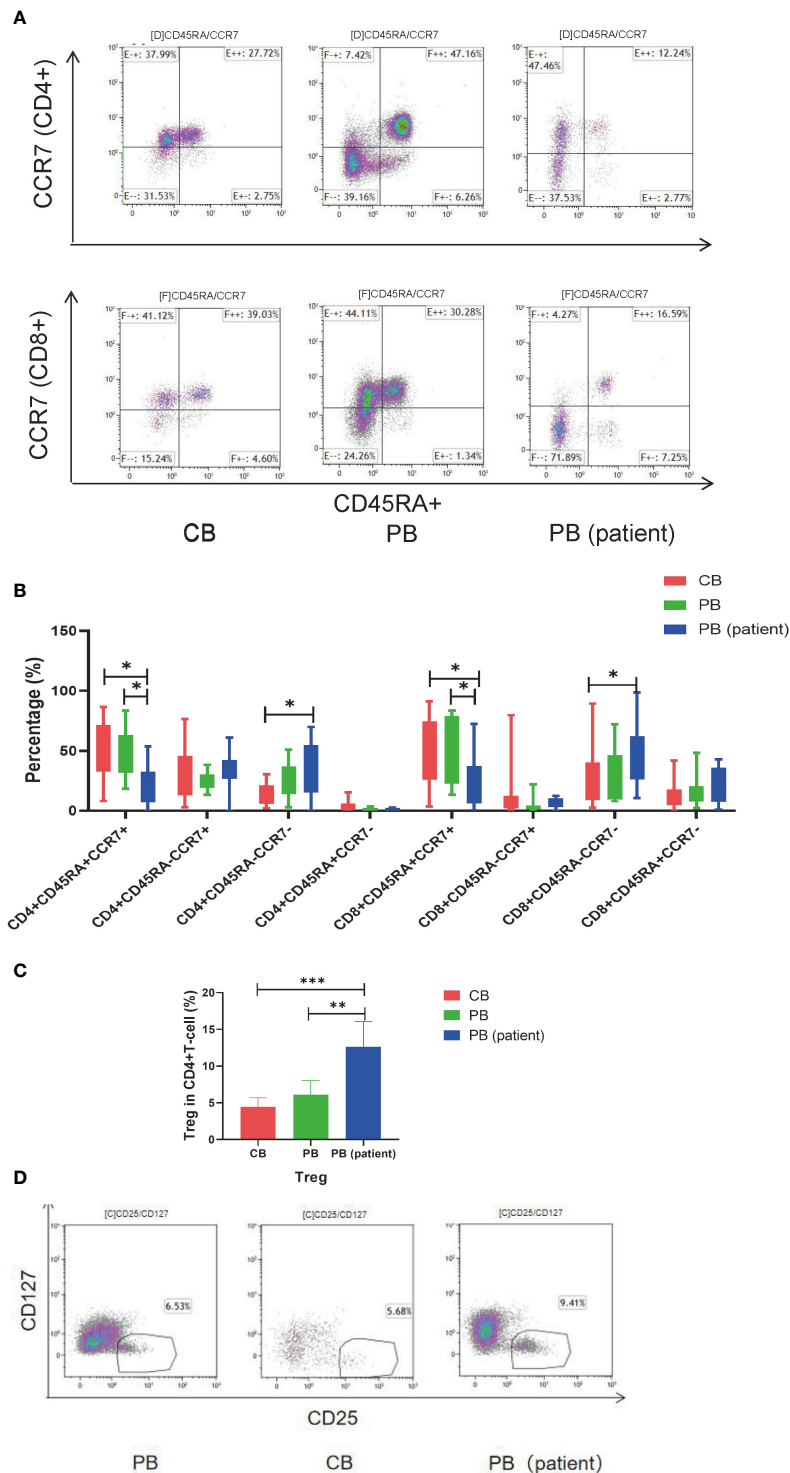 A
[D]CD45RA/CCR7
[D]CD45RA/CCR7
[D]CD45RA/CCR7
CCR7 (CD4+)
E-+: 37.99%
E++: 27.72%
E--: 31.53%
E+-: 2.75%
F-+: 7.42%
F++: 47.16%
F--: 39.16%
F+-: 6.26%
E-+: 47.46%
E++: 12.24%
E--: 37.53%
E+-: 2.77%
[F]CD45RA/CCR7
[F]CD45RA/CCR7
[F]CD45RA/CCR7
CCR7 (CD8+)
F-+: 41.12%
F++: 39.03%
F--: 15.24%
F+-: 4.60%
E-+: 44.11%
E++: 30.28%
E--: 24.26%
E+-: 1.34%
F-+: 4.27%
F++: 16.59%
F--: 71.89%
F+-: 7.25%
CD45RA+
CB
PB
PB (patient)
B
CB
PB
PB (patient)
Percentage (%)
150
100
50
0
* * * * * *
CD4+CD45RA+CCR7+
CD4+CD45RA-CCR7+
CD4+CD45RA-CCR7-
CD4+CD45RA+CCR7-
CD8+CD45RA+CCR7+
CD8+CD45RA-CCR7+
CD8+CD45RA-CCR7-
CD8+CD45RA+CCR7-
C
Treg in CD4+T-cell (%)
20
15
10
5
0
***
**
CB
PB
PB (patient)
Treg
CB
PB
PB (patient)
D
[C]CD25/CD127
[C]CD25/CD127
[C]CD25/CD127
CD127
6.53%
5.68%
9.41%
CD25
PB
CB
PB (patient)